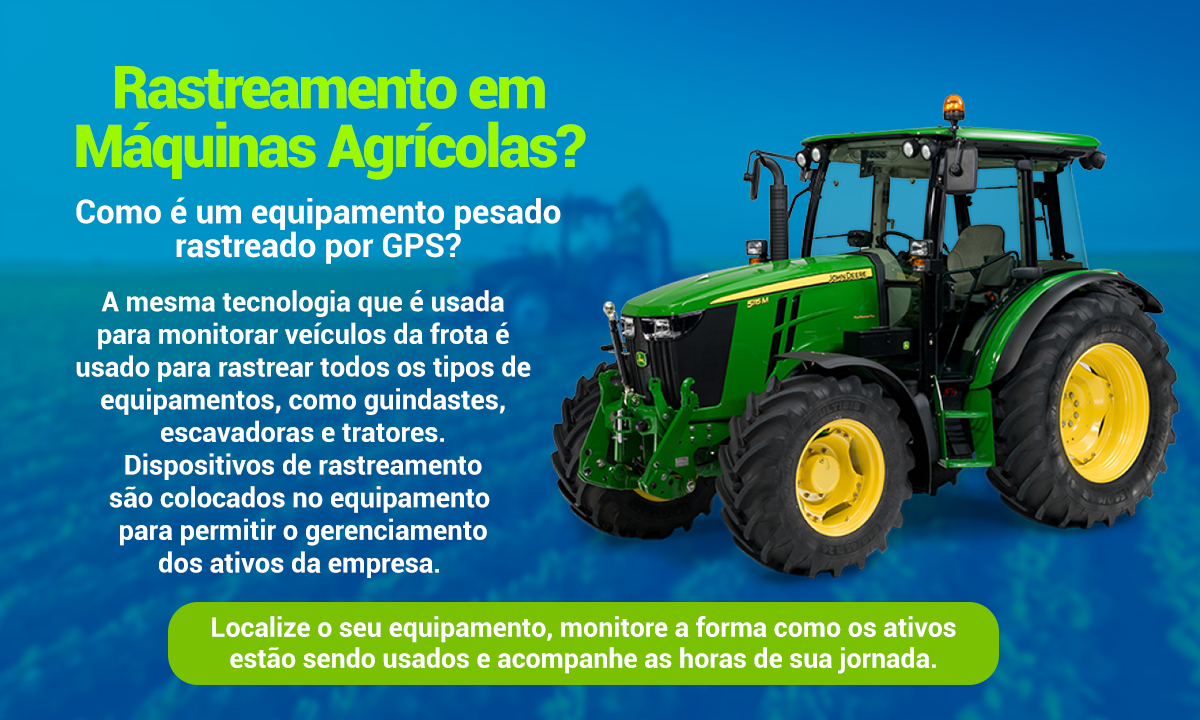 Rastreamento em
Máquinas Agrícolas?
Como é um equipamento pesado
rastreado por GPS?
A mesma tecnologia que é usada
para monitorar veículos da frota é
usado para rastrear todos os tipos de
equipamentos, como guindastes,
escavadoras e tratores.
Dispositivos de rastreamento
são colocados no equipamento
para permitir o gerenciamento
dos ativos da empresa.
JOHN DEERE
5115 M
Localize o seu equipamento, monitore a forma como os ativos
estão sendo usados e acompanhe as horas de sua jornada.